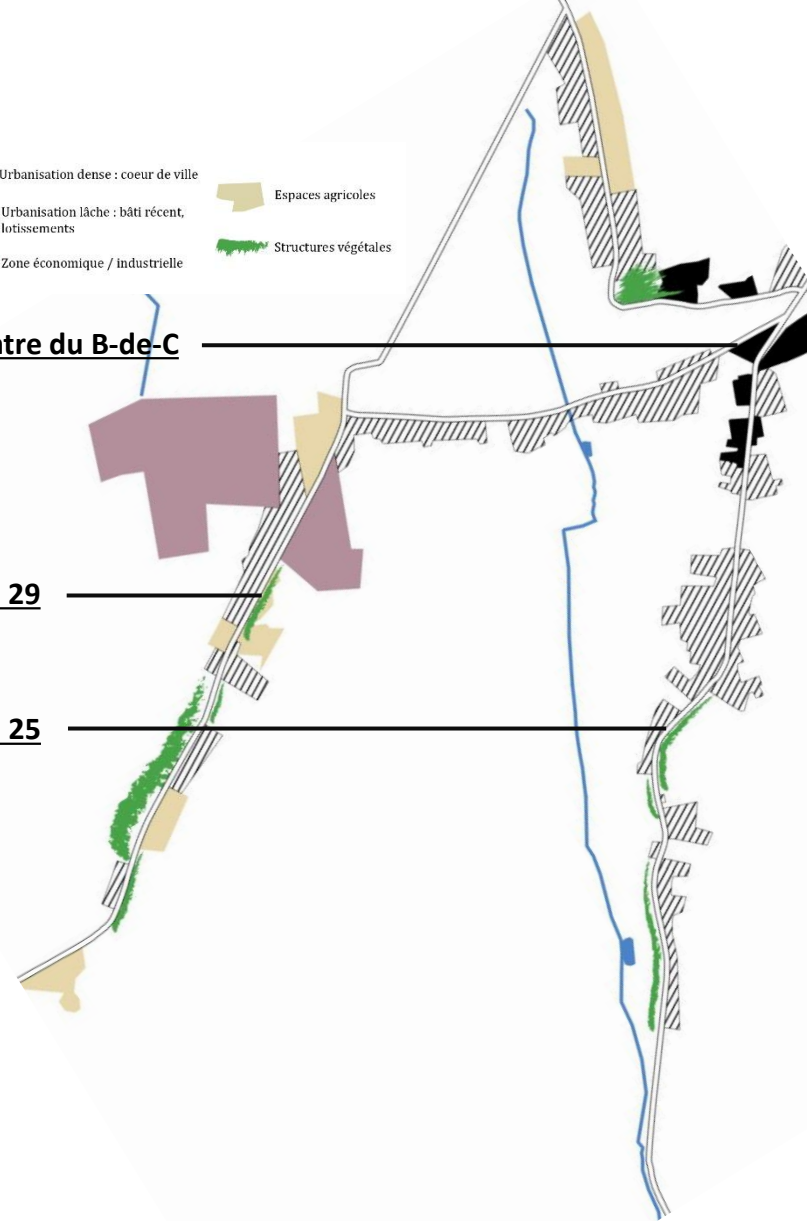 Urbanisation dense : coeur de ville
Urbanisation lâche : bâti récent,
lotissements
Zone économique / industrielle
Espaces agricoles
Structures végétales
ntre du B-de-C
29
25